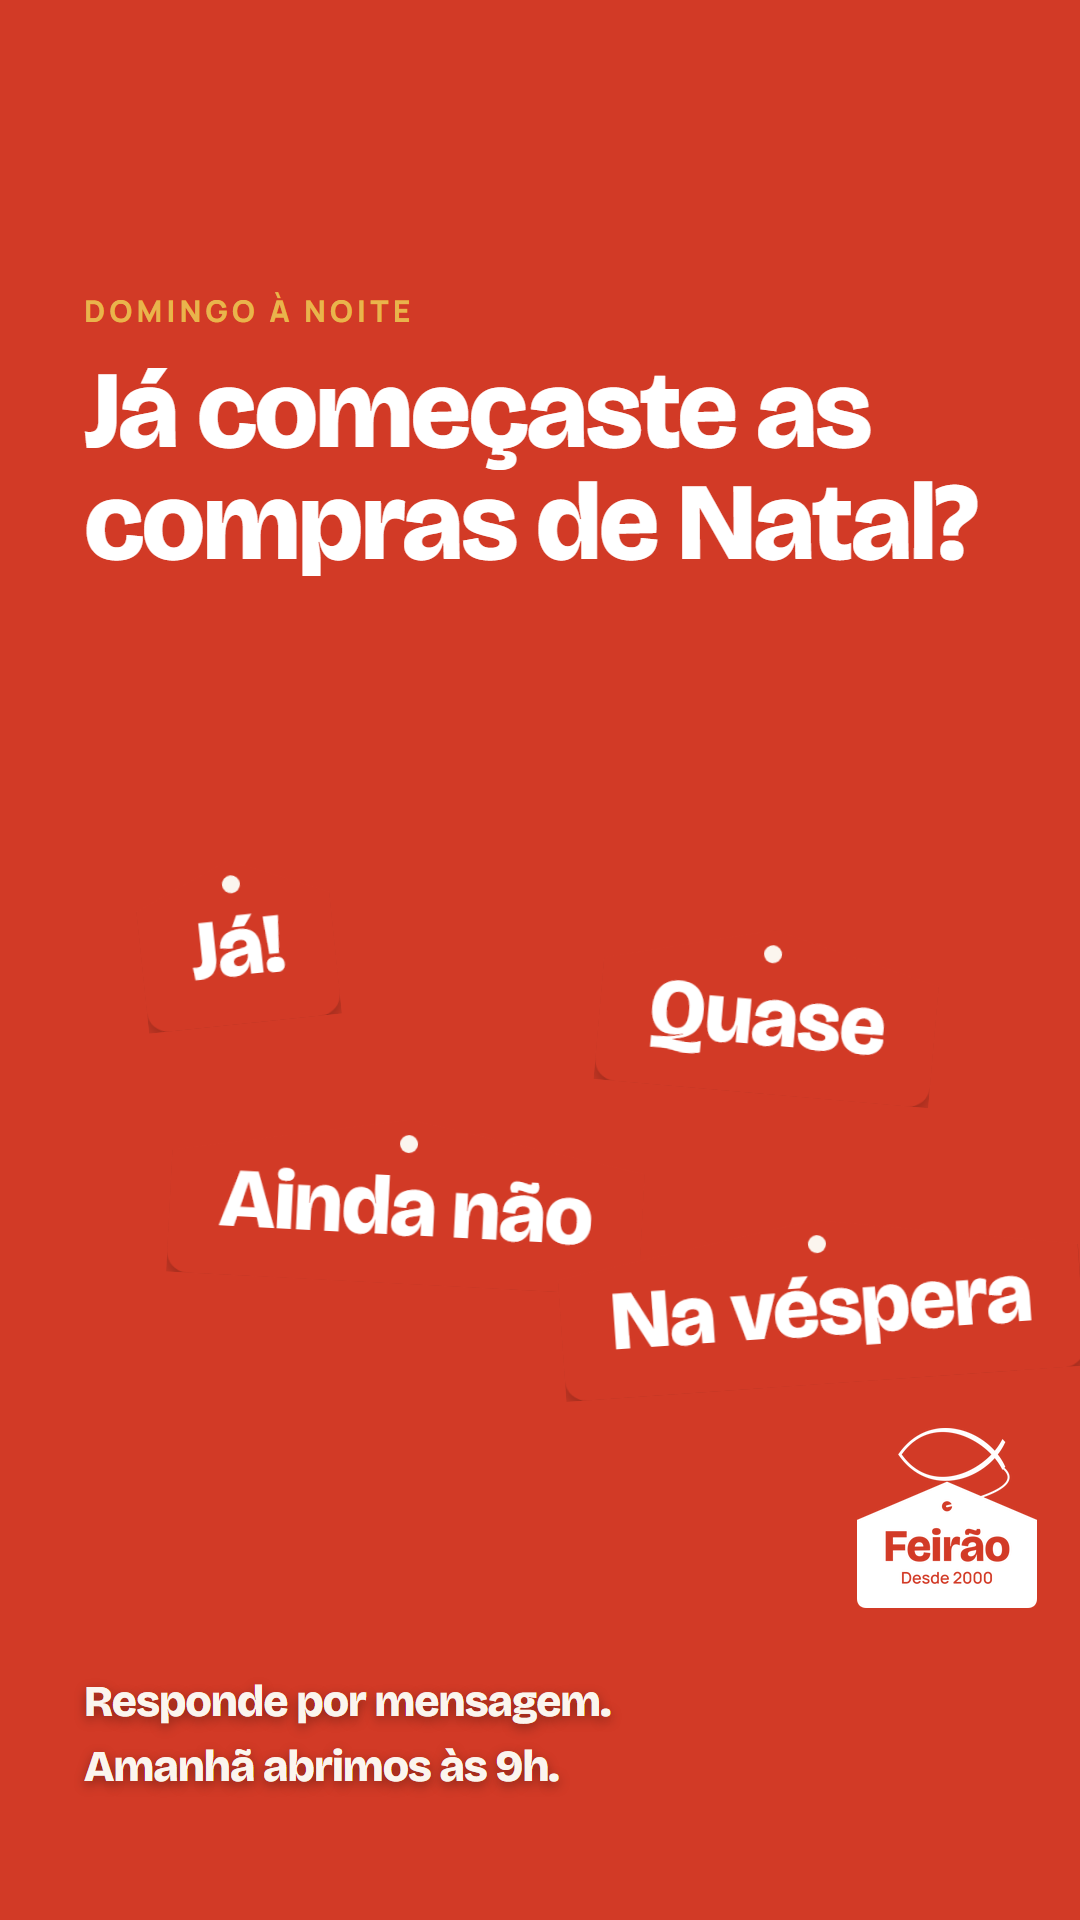 DOMINGO À NOITE
Já começaste as
compras de Natal?
Já!
Quase
Ainda não
Na véspera
Feirão
Desde 2000
Responde por mensagem.
Amanhã abrimos às 9h.